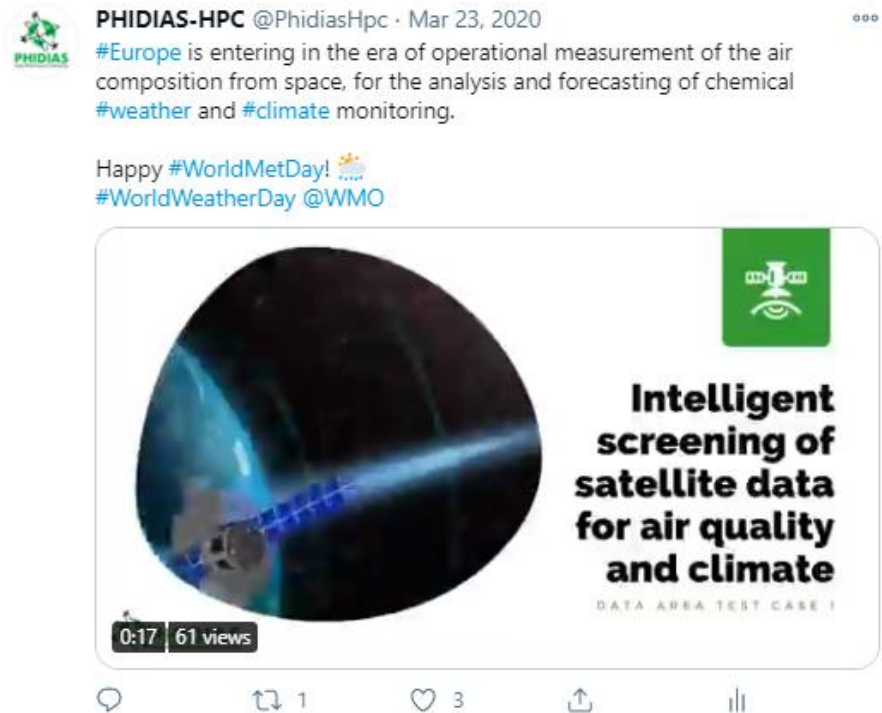 PHIDIAS-HPC @PhidiasHpc · Mar 23, 2020
PHIDIAS
#Europe is entering in the era of operational measurement of the air
composition from space, for the analysis and forecasting of chemical
#weather and #climate monitoring.
Happy #WorldMetDay!
#WorldWeatherDay @WMO
Intelligent
screening of
satellite data
for air quality
and climate
DATA AREA TEST CASE 1
0:17 61 views
1 3